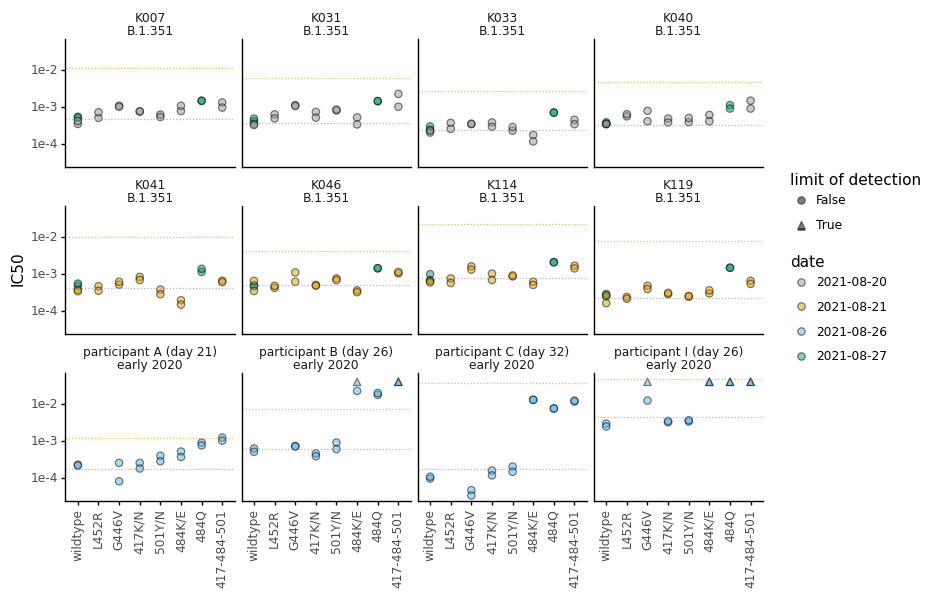 K007
B.1.351
K031
B.1.351
K033
B.1.351
K040
B.1.351
1e-2
1e-3
1e-4
K041
B.1.351
K046
B.1.351
K114
B.1.351
K119
B.1.351
1e-2
1e-3
1e-4
participant A (day 21)
early 2020
participant B (day 26)
early 2020
participant C (day 32)
early 2020
participant I (day 26)
early 2020
1e-2
1e-3
1e-4
IC50
wildtype
L452R
G446V
417K/N
501Y/N
484K/E
484Q
417-484-501
wildtype
L452R
G446V
417K/N
501Y/N
484K/E
484Q
417-484-501
wildtype
L452R
G446V
417K/N
501Y/N
484K/E
484Q
417-484-501
wildtype
L452R
G446V
417K/N
501Y/N
484K/E
484Q
417-484-501
limit of detection
False
True
date
2021-08-20
2021-08-21
2021-08-26
2021-08-27